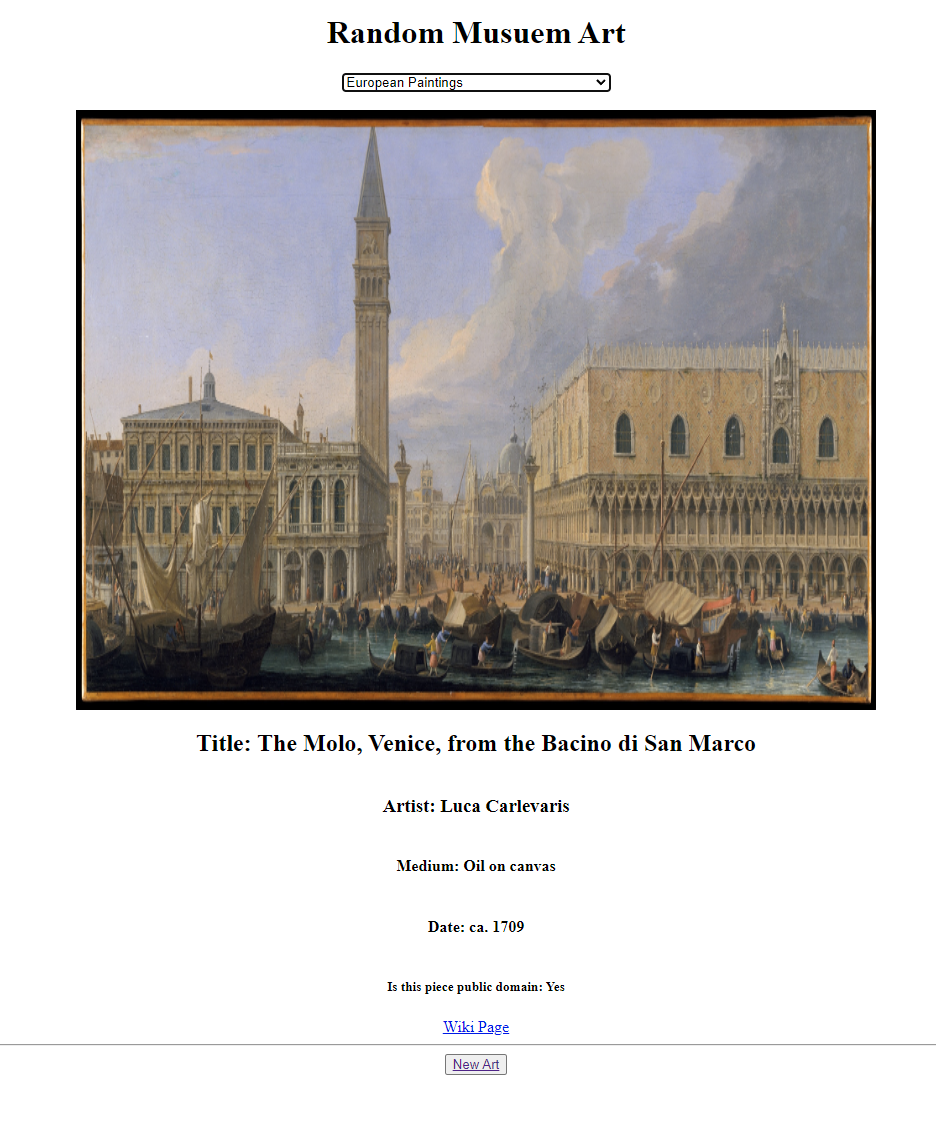 Random Musuem Art
European Paintings
Title: The Molo, Venice, from the Bacino di San Marco
Artist: Luca Carlevaris
Medium: Oil on canvas
Date: ca. 1709
Is this piece public domain: Yes
Wiki Page
New Art